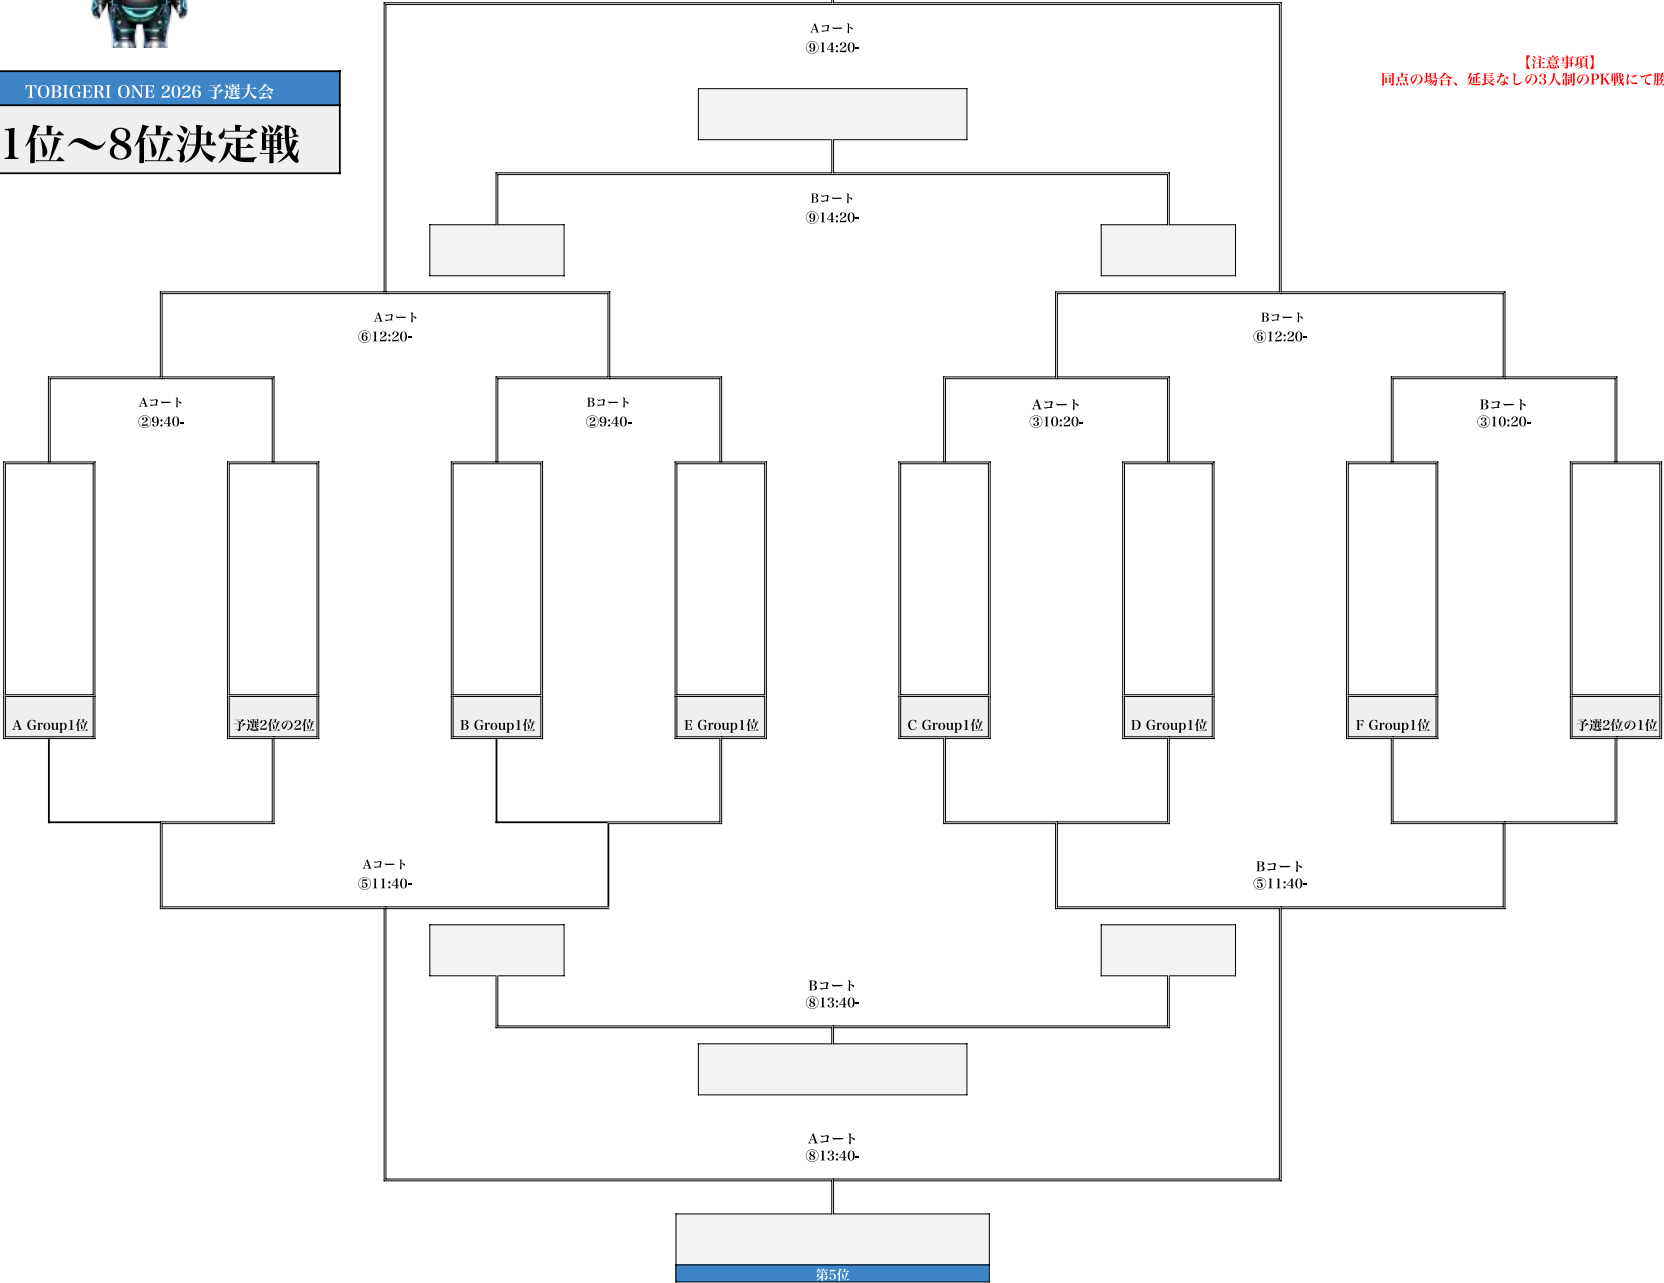 Aコート
⑨14:20-
【注意事項】
同点の場合、延長なしの3人制のPK戦にて勝
TOBIGERI ONE 2026 予選大会
1位～8位決定戦
Bコート
⑨14:20-
Aコート
⑥12:20-
Bコート
⑥12:20-
Aコート
②9:40-
Bコート
②9:40-
Aコート
③10:20-
Bコート
③10:20-
A Group1位
予選2位の2位
B Group1位
E Group1位
C Group1位
D Group1位
F Group1位
予選2位の1位
Aコート
⑤11:40-
Bコート
⑤11:40-
Bコート
⑧13:40-
Aコート
⑧13:40-
第5位